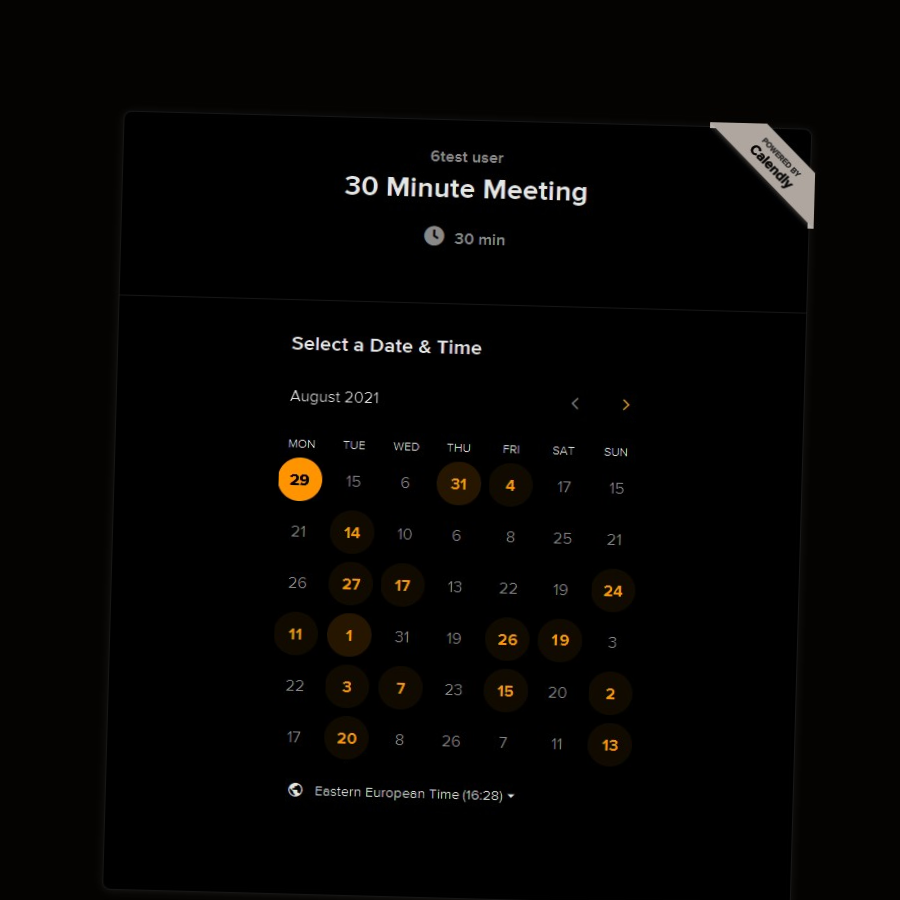 POWERED BY
Calendly
6test user
30 Minute Meeting
30 min
Select a Date & Time
August 2021
MON TUE WED THU FRI SAT SUN
29 15 6 31 4 17 15
21 14 10 6 8 25 21
26 27 17 13 22 19 24
11 1 31 19 26 19 3
22 3 7 23 15 20 2
17 20 8 26 7 11 13
Eastern European Time (16:28)